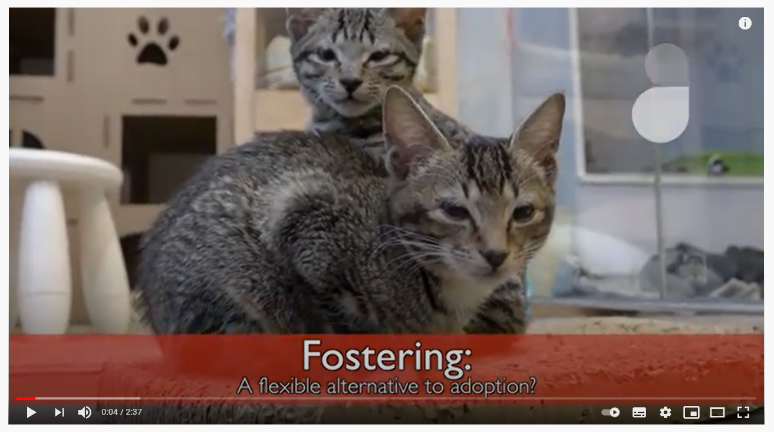 Fostering:
A flexible alternative to adoption?
0:04 / 2:37